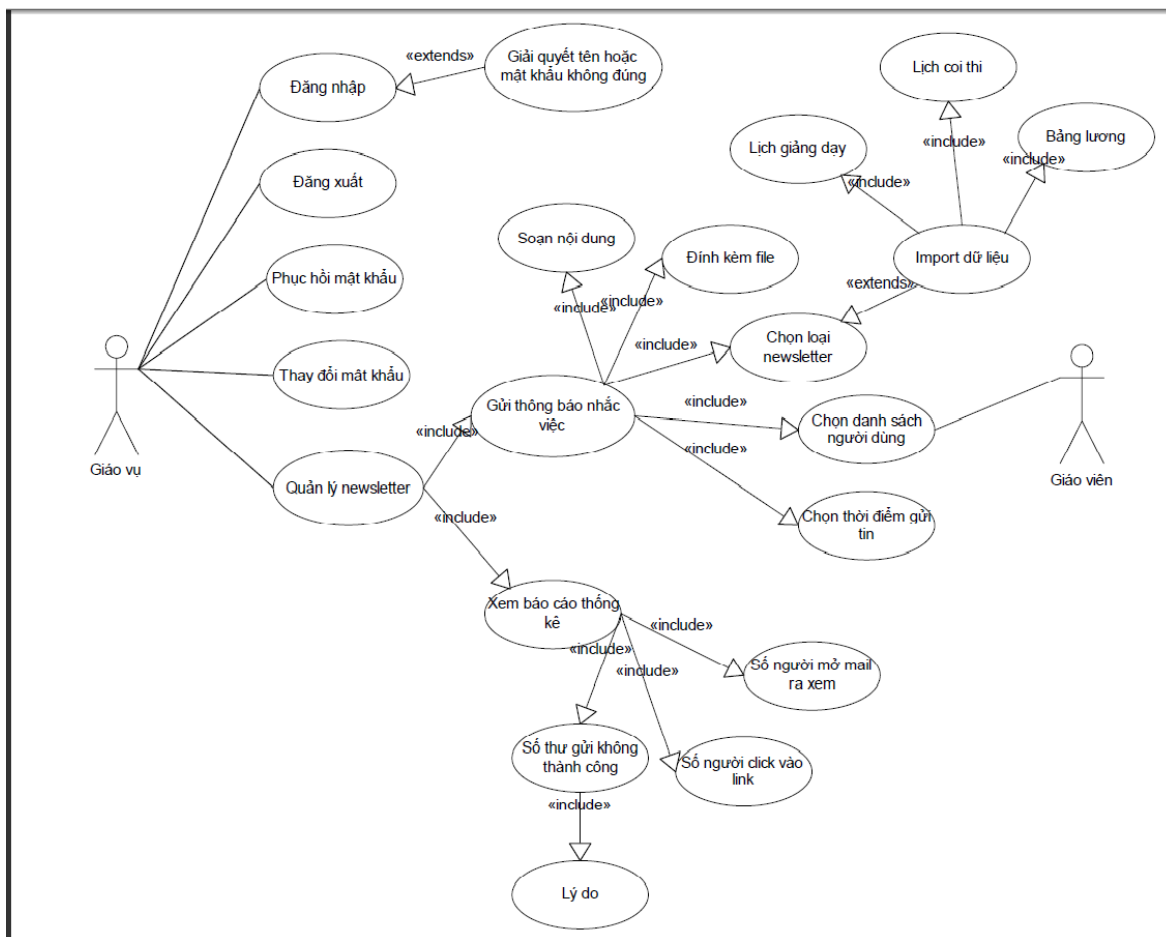 Đăng nhập
«extends»
Giải quyết tên hoặc
mật khẩu không đúng
Lịch coi thi
Lịch giảng dạy
«include»
«include»
Bảng lương
«include»
Đăng xuất
Soạn nội dung
Đính kèm file
Import dữ liệu
Phục hồi mật khẩu
«extends»
«include»
«include»
«include»
Chọn loại
newsletter
Thay đổi mât khẩu
Gửi thông báo nhắc
việc
«include»
«include»
Chọn danh sách
người dùng
«include»
Giáo vụ
Giáo viên
Quản lý newsletter
«include»
Chọn thời điểm gửi
tin
Xem báo cáo thống
kê
«include»
«include»
«include»
Số người mở mail
ra xem
Số thư gửi không
thành công
Số người click vào
link
«include»
Lý do